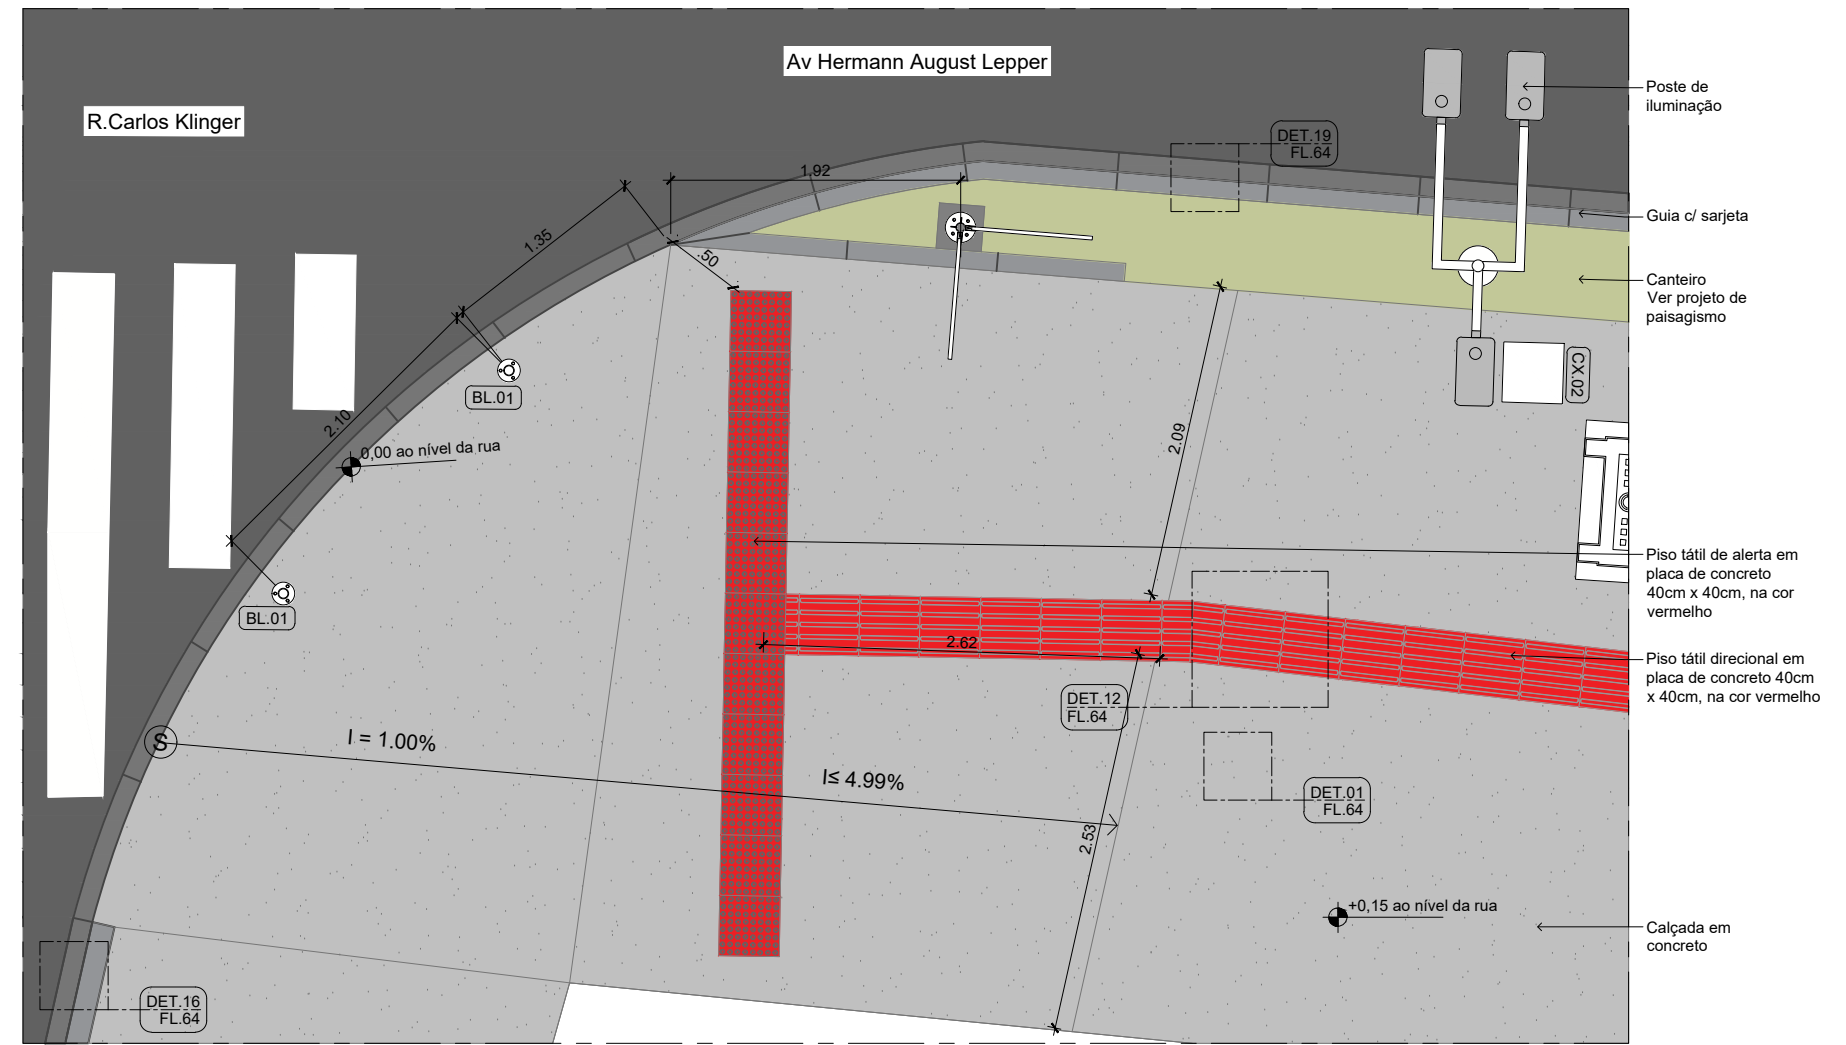 Av Hermann August Lepper
R.Carlos Klinger
Poste de
iluminação
DET.19
FL.64
1.92
Guia c/ sarjeta
1.35
.50
Canteiro
Ver projeto de
paisagismo
CX.02
BL.01
2.10
0,00 ao nível da rua
2.09
Piso tátil de alerta em
placa de concreto
40cm x 40cm, na cor
vermelho
BL.01
2.62
Piso tátil direcional em
placa de concreto 40cm
x 40cm, na cor vermelho
DET.12
FL.64
S
I = 1.00%
I≤ 4.99%
DET.01
FL.64
2.53
+0,15 ao nível da rua
Calçada em
concreto
DET.16
FL.64